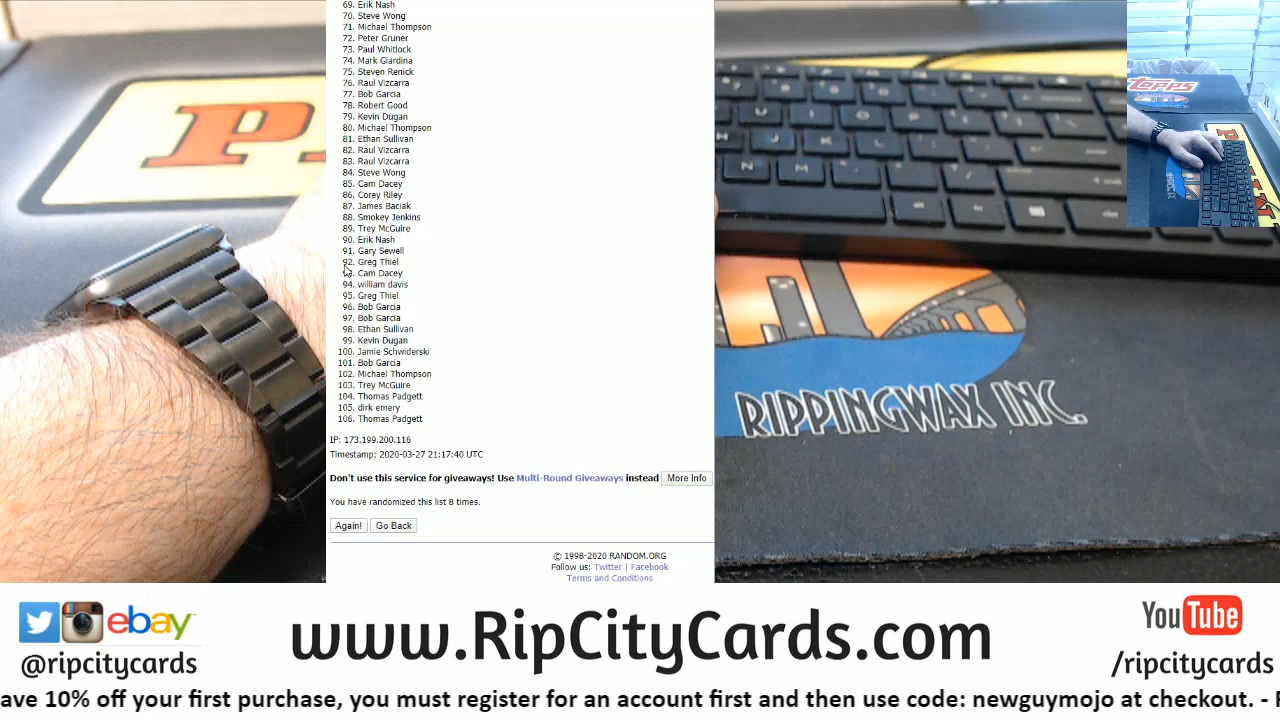 69. Erik Nash
70. Steve Wong
71. Michael Thompson
72. Peter Gruner
73. Paul Whitlock
74. Mark Giardina
75. Steven Renick
76. Raul Vizcarra
77. Bob Garcia
78. Robert Good
79. Kevin Dugan
80. Michael Thompson
81. Ethan Sullivan
82. Raul Vizcarra
83. Raul Vizcarra
84. Steve Wong
85. Cam Dacey
86. Corey Riley
87. James Baciak
88. Smokey Jenkins
89. Trey McGuire
90. Erik Nash
91. Gary Sewell
92. Greg Thiel
Cam Dacey
94. william davis
95. Greg Thiel
96. Bob Garcia
97. Bob Garcia
98. Ethan Sullivan
99. Kevin Dugan
100. Jamie Schwiderski
101. Bob Garcia
102. Michael Thompson
103. Trey McGuire
104. Thomas Padgett
105. dirk emery
106. Thomas Padgett
IP: 173.199.200.116
Timestamp: 2020-03-27 21:17:40 UTC
Don't use this service for giveaways! Use Multi-Round Giveaways instead More Info
You have randomized this list 8 times.
Again! Go Back
© 1998-2020 RANDOM.ORG
Follow us: Twitter | Facebook
Terms and Conditions
RIPPINGWAX INC.
TOPPS
ebay™
@ripcitycards
www.RipCityCards.com
YouTube
/ripcitycards
ave 10% off your first purchase, you must register for an account first and then use code: newguymojo at checkout. -